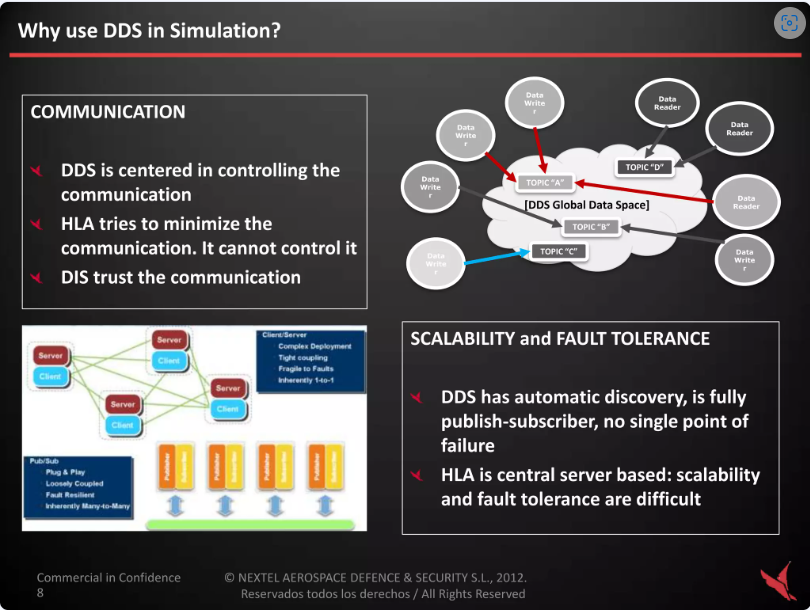 Why use DDS in Simulation?
COMMUNICATION
DDS is centered in controlling the
communication
HLA tries to minimize the
communication. It cannot control it
DIS trust the communication
Data
Write
r
Data
Write
r
Data
Write
r
Data
Write
r
Data
Reader
Data
Reader
Data
Reader
Data
Write
r
TOPIC “A”
TOPIC “D”
[DDS Global Data Space]
TOPIC “B”
TOPIC “C”
Server
Client
Server
Client
Server
Client
Server
Client
Client/Server
Complex Deployment
Tight coupling
Fragile to Faults
Inherently 1-to-1
Pub/Sub
Plug & Play
Loosely Coupled
Fault Resilient
Inherently Many-to-Many
Publisher
Subscriber
Publisher
Subscriber
Publisher
Subscriber
Publisher
Subscriber
SCALABILITY and FAULT TOLERANCE
DDS has automatic discovery, is fully
publish-subscriber, no single point of
failure
HLA is central server based: scalability
and fault tolerance are difficult
Commercial in Confidence
8
© NEXTEL AEROSPACE DEFENCE & SECURITY S.L., 2012.
Reservados todos los derechos / All Rights Reserved